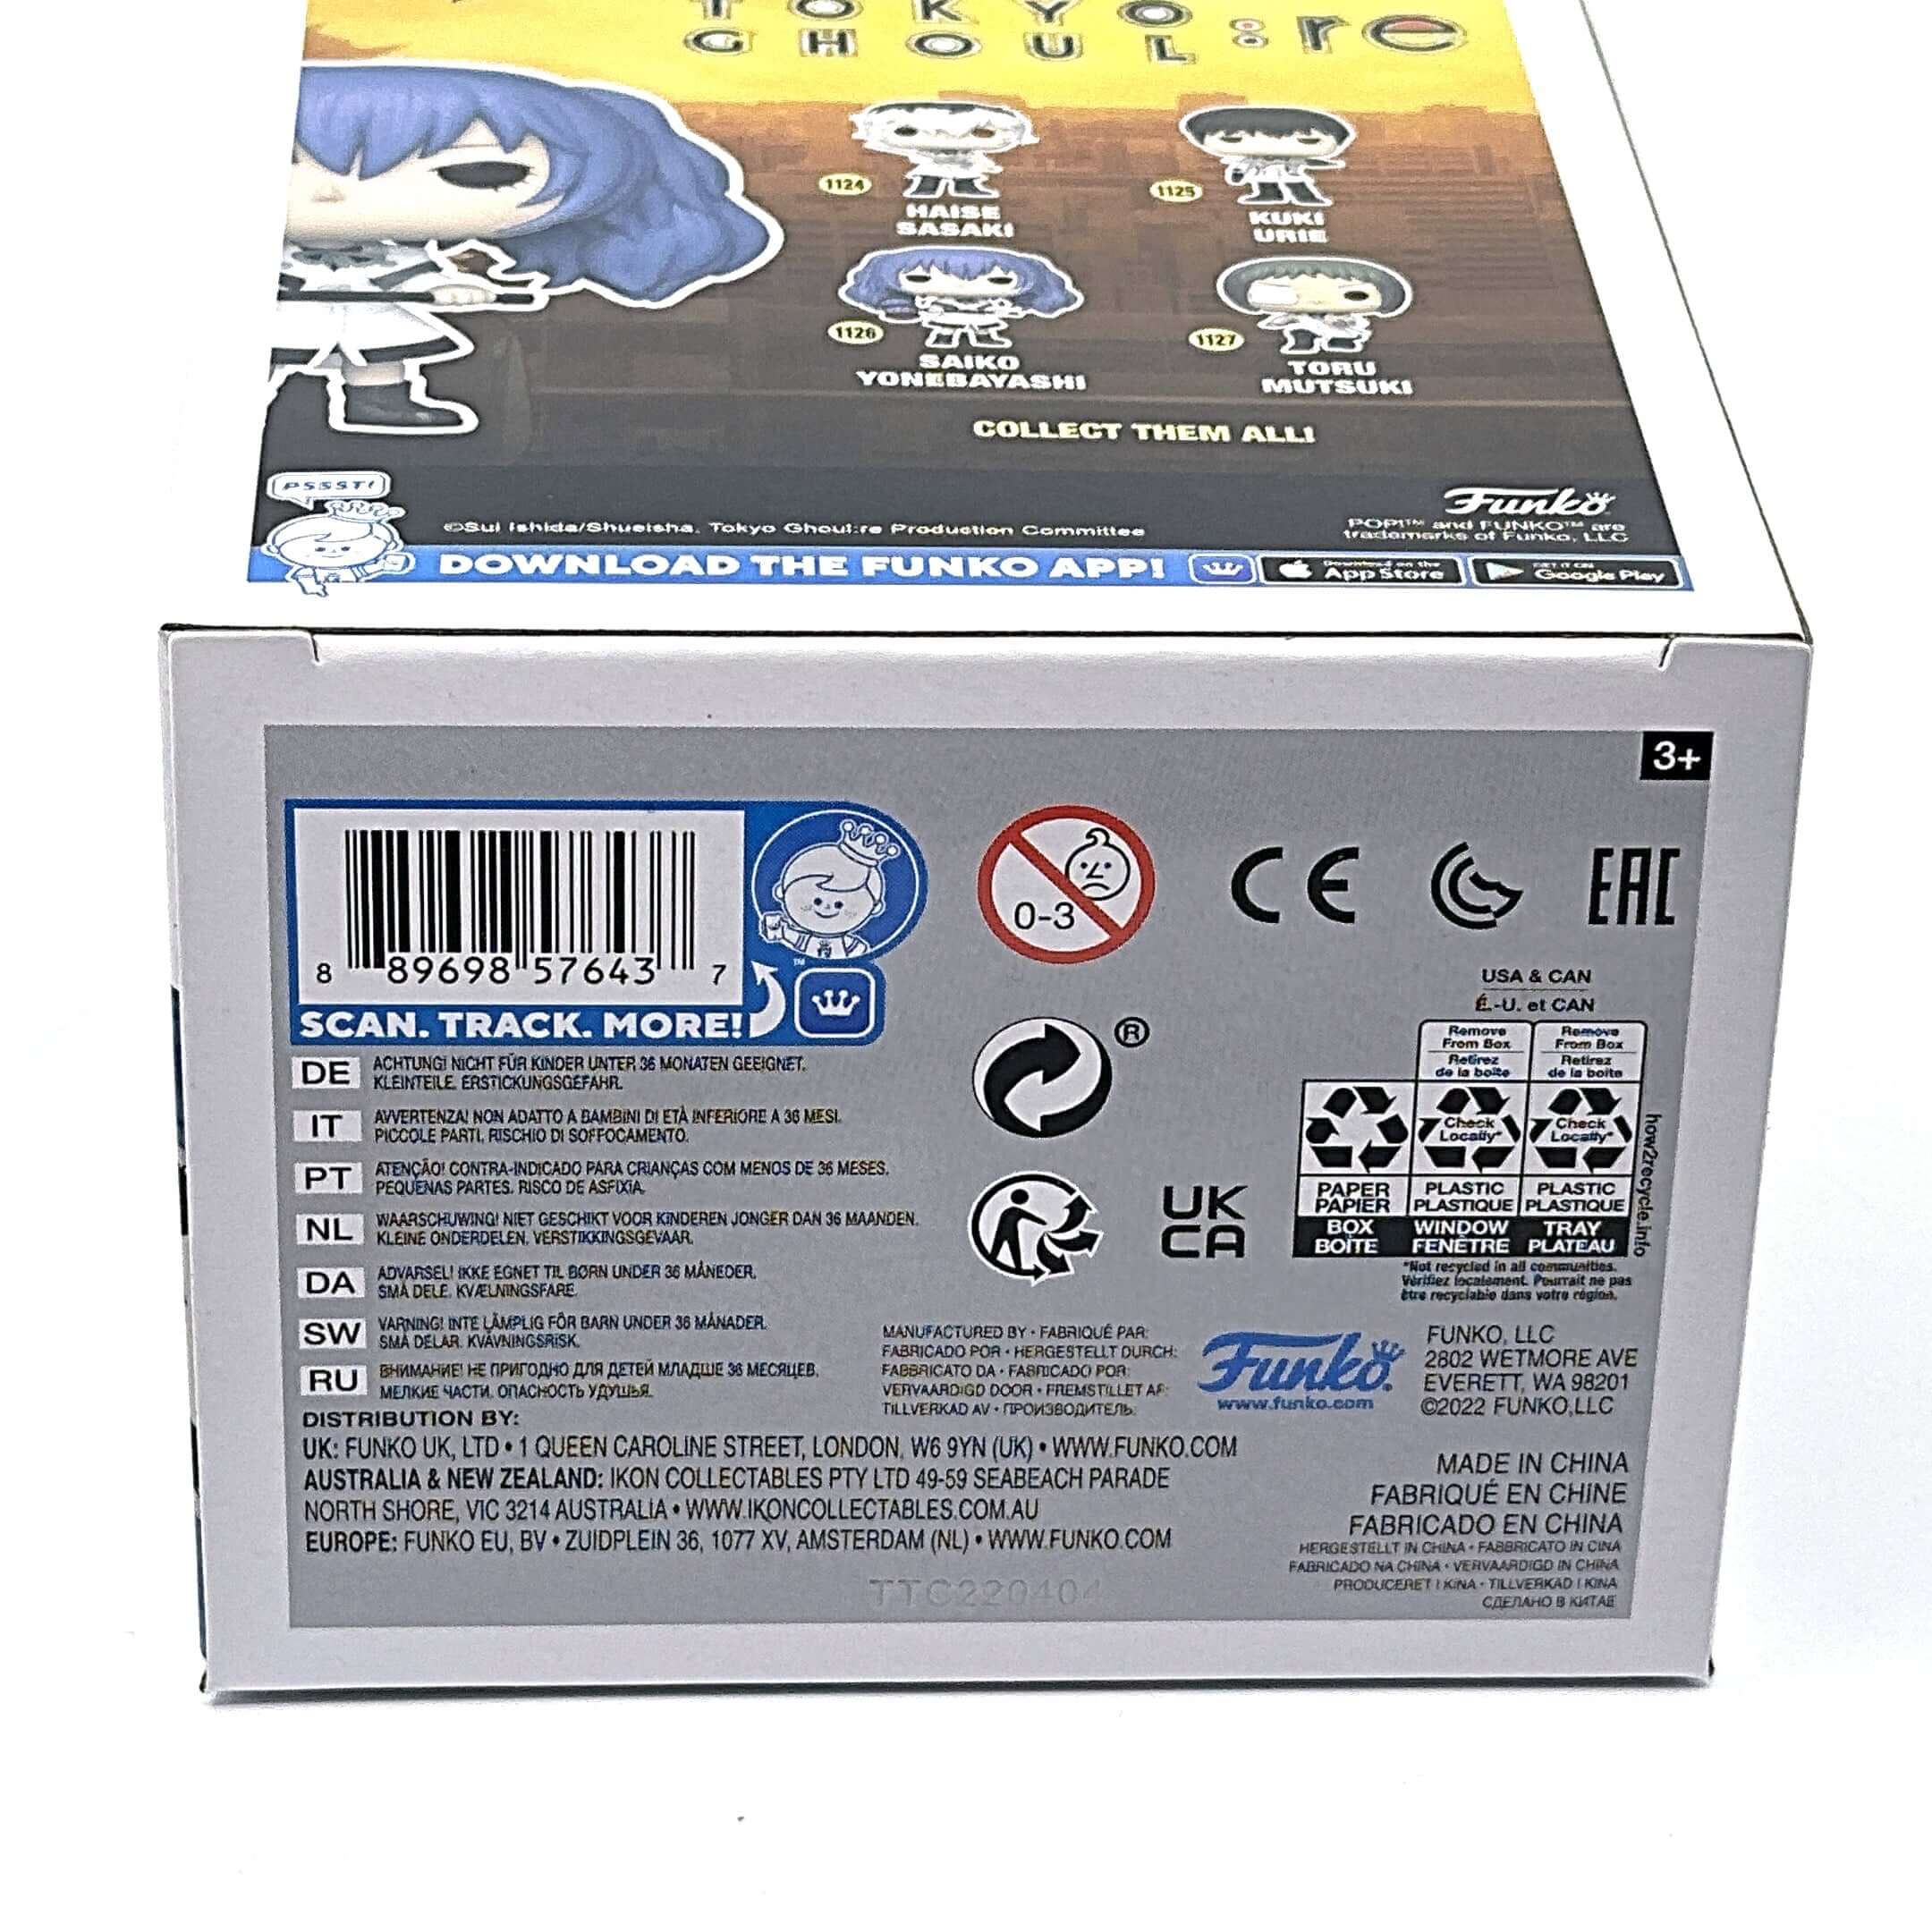 TOKYO
GHOUL:re
1124
HAISE
SASAKI
1125
KUKI
URIE
1126
SAIKO
YONEBAYASHI
1127
TORU
MUTSUKI
COLLECT THEM ALL!
PSSST!
©Sui Ishida/Shueisha, Tokyo Ghoul:re Production Committee
Funko
POP!™ and FUNKO™ are
trademarks of Funko, LLC
DOWNLOAD THE FUNKO APP!
Download on the
App Store
GET IT ON
Google Play
3+
8 89698 57643 7
™
SCAN. TRACK. MORE!
0-3
CE
EAC
®
UK
CA
USA & CAN
É.-U. et CAN
Remove
From Box
Retirez
de la boîte
Remove
From Box
Retirez
de la boîte
Check
Locally*
Check
Locally*
PAPER
PAPIER
PLASTIC
PLASTIQUE
PLASTIC
PLASTIQUE
BOX
BOÎTE
WINDOW
FENÊTRE
TRAY
PLATEAU
how2recycle.info
*Not recycled in all communities.
Vérifiez localement. Pourrait ne pas
être recyclable dans votre région.
DE ACHTUNG! NICHT FÜR KINDER UNTER 36 MONATEN GEEIGNET.
KLEINTEILE. ERSTICKUNGSGEFAHR.
IT AVVERTENZA! NON ADATTO A BAMBINI DI ETÀ INFERIORE A 36 MESI.
PICCOLE PARTI, RISCHIO DI SOFFOCAMENTO.
PT ATENÇÃO! CONTRA-INDICADO PARA CRIANÇAS COM MENOS DE 36 MESES.
PEQUENAS PARTES. RISCO DE ASFIXIA.
NL WAARSCHUWING! NIET GESCHIKT VOOR KINDEREN JONGER DAN 36 MAANDEN.
KLEINE ONDERDELEN, VERSTIKKINGSGEVAAR.
DA ADVARSEL! IKKE EGNET TIL BØRN UNDER 36 MÅNEDER.
SMÅ DELE. KVÆLNINGSFARE.
SW VARNING! INTE LÄMPLIG FÖR BARN UNDER 36 MÅNADER.
SMÅ DELAR. KVÄVNINGSRISK.
RU ВНИМАНИЕ! НЕ ПРИГОДНО ДЛЯ ДЕТЕЙ МЛАДШЕ 36 МЕСЯЦЕВ.
МЕЛКИЕ ЧАСТИ. ОПАСНОСТЬ УДУШЬЯ.
MANUFACTURED BY • FABRIQUÉ PAR:
FABRICADO POR • HERGESTELLT DURCH:
FABBRICATO DA • FABRICADO POR:
VERVAARDIGD DOOR • FREMSTILLET AF:
TILLVERKAD AV • ПРОИЗВОДИТЕЛЬ:
Funko
www.funko.com
FUNKO, LLC
2802 WETMORE AVE
EVERETT, WA 98201
©2022 FUNKO,LLC
DISTRIBUTION BY:
UK: FUNKO UK, LTD • 1 QUEEN CAROLINE STREET, LONDON, W6 9YN (UK) • WWW.FUNKO.COM
AUSTRALIA & NEW ZEALAND: IKON COLLECTABLES PTY LTD 49-59 SEABEACH PARADE
NORTH SHORE, VIC 3214 AUSTRALIA • WWW.IKONCOLLECTABLES.COM.AU
EUROPE: FUNKO EU, BV • ZUIDPLEIN 36, 1077 XV, AMSTERDAM (NL) • WWW.FUNKO.COM
MADE IN CHINA
FABRIQUÉ EN CHINE
FABRICADO EN CHINA
HERGESTELLT IN CHINA • FABBRICATO IN CINA
FABRICADO NA CHINA • VERVAARDIGD IN CHINA
PRODUCERET I KINA • TILLVERKAD I KINA
СДЕЛАНО В КИТАЕ
TTC220404